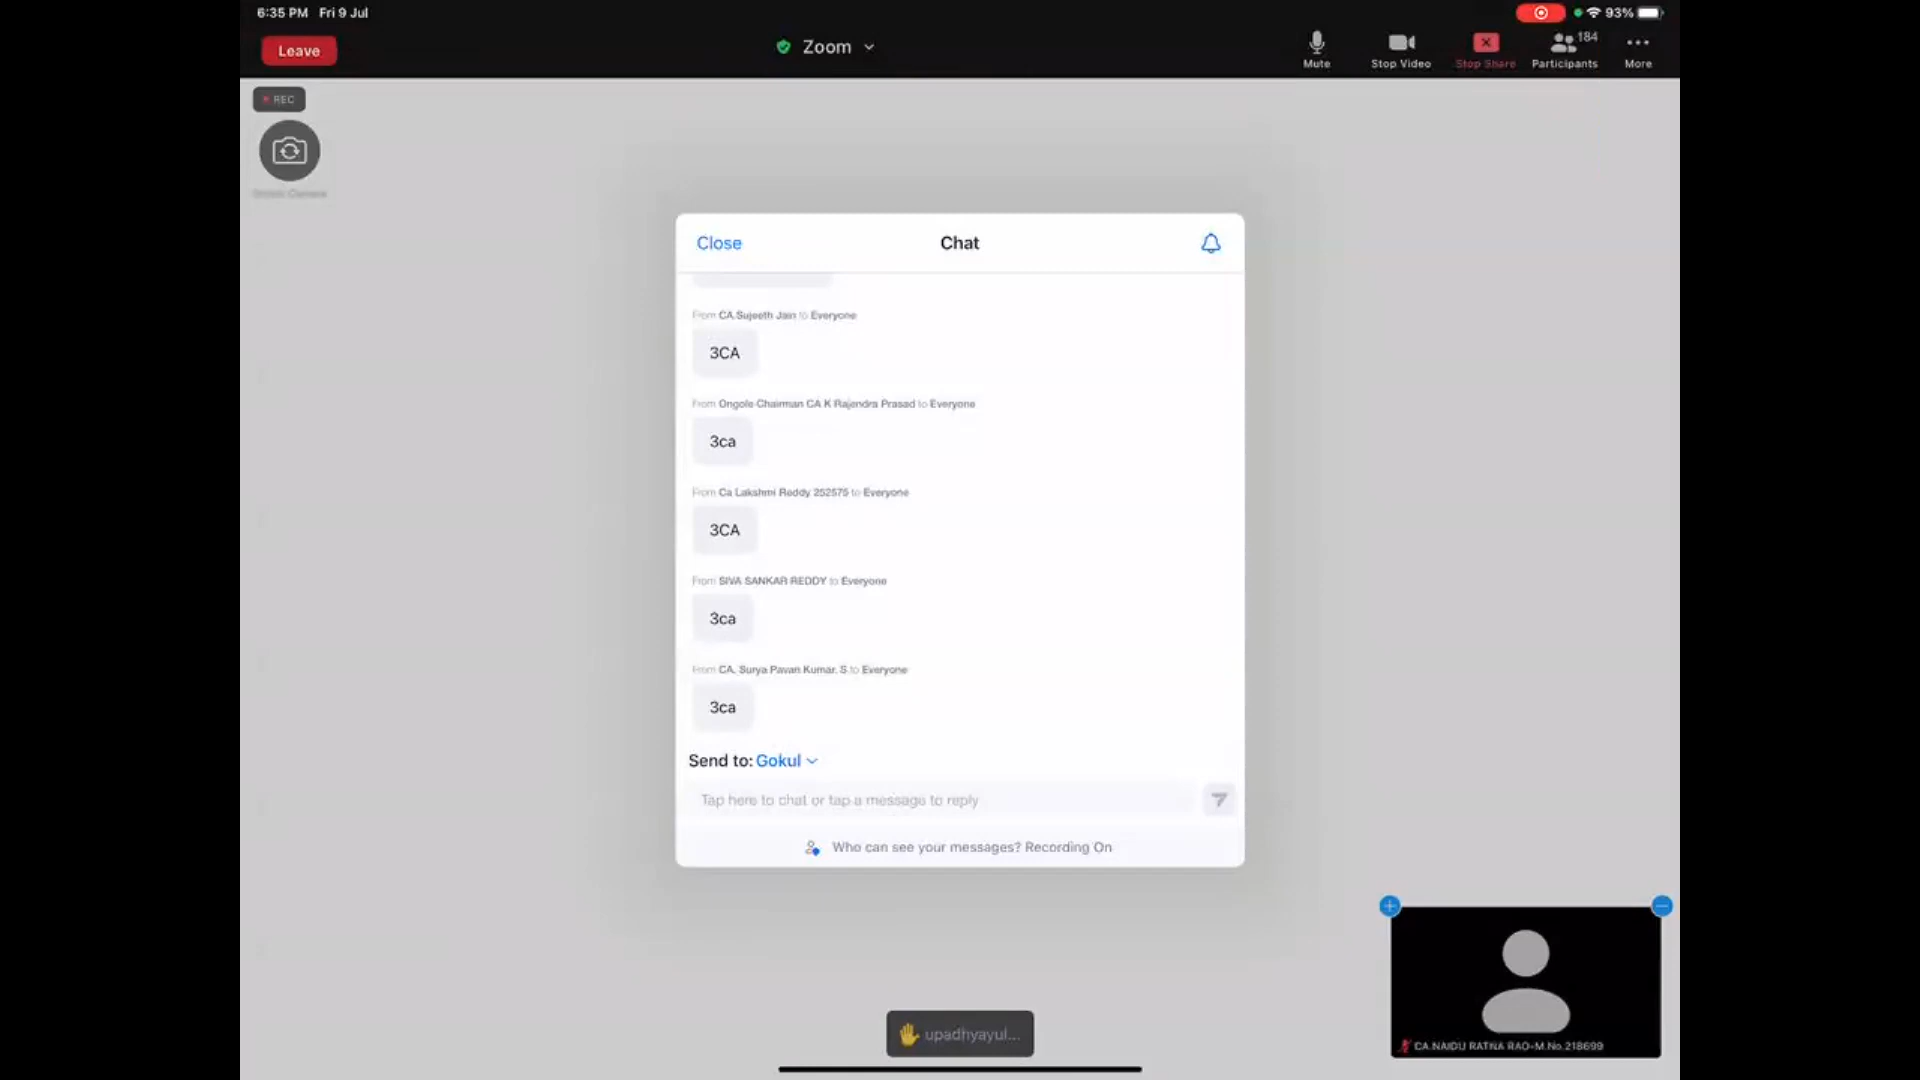 6:35 PM Fri 9 Jul
93%
Leave
Zoom
Mute
Stop Video
Stop Share
184
Participants
More
REC
Switch Camera
Close
Chat
From CA Sujeeth Jain to Everyone
3CA
From Ongole Chairman CA K Rajendra Prasad to Everyone
3ca
From Ca Lakshmi Reddy 252575 to Everyone
3CA
From SIVA SANKAR REDDY to Everyone
3ca
From CA. Surya Pavan Kumar. S to Everyone
3ca
Send to: Gokul
Tap here to chat or tap a message to reply
Who can see your messages? Recording On
upadhyayul...
CA.NAIDU RATNA RAO-M.No.218699